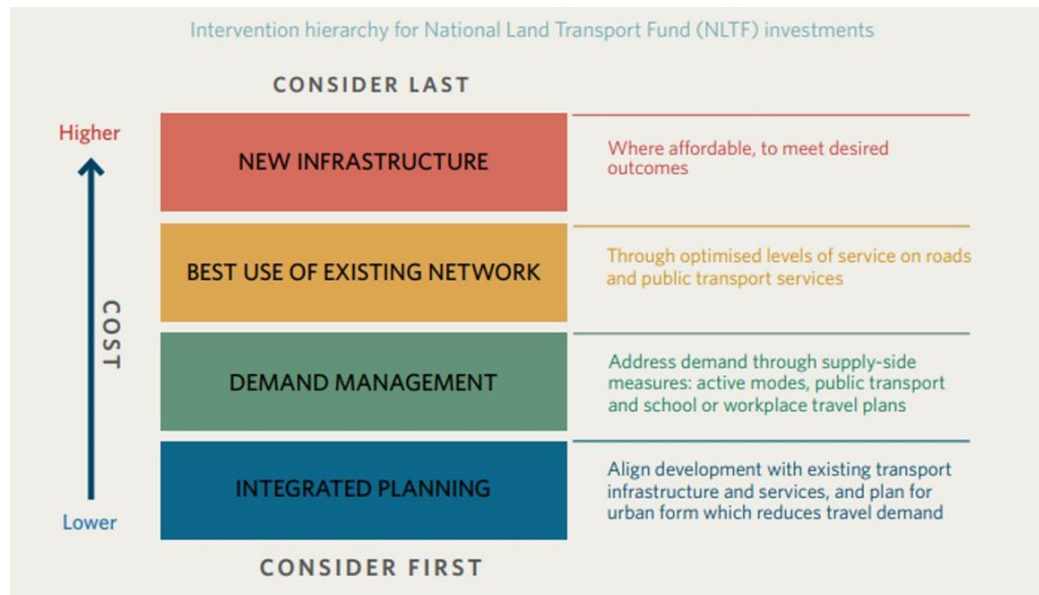 Intervention hierarchy for National Land Transport Fund (NLTF) investments
CONSIDER LAST
Higher
NEW INFRASTRUCTURE
Where affordable, to meet desired
outcomes
BEST USE OF EXISTING NETWORK
Through optimised levels of service on roads
and public transport services
COST
DEMAND MANAGEMENT
Address demand through supply-side
measures: active modes, public transport
and school or workplace travel plans
INTEGRATED PLANNING
Align development with existing transport
infrastructure and services, and plan for
urban form which reduces travel demand
Lower
CONSIDER FIRST